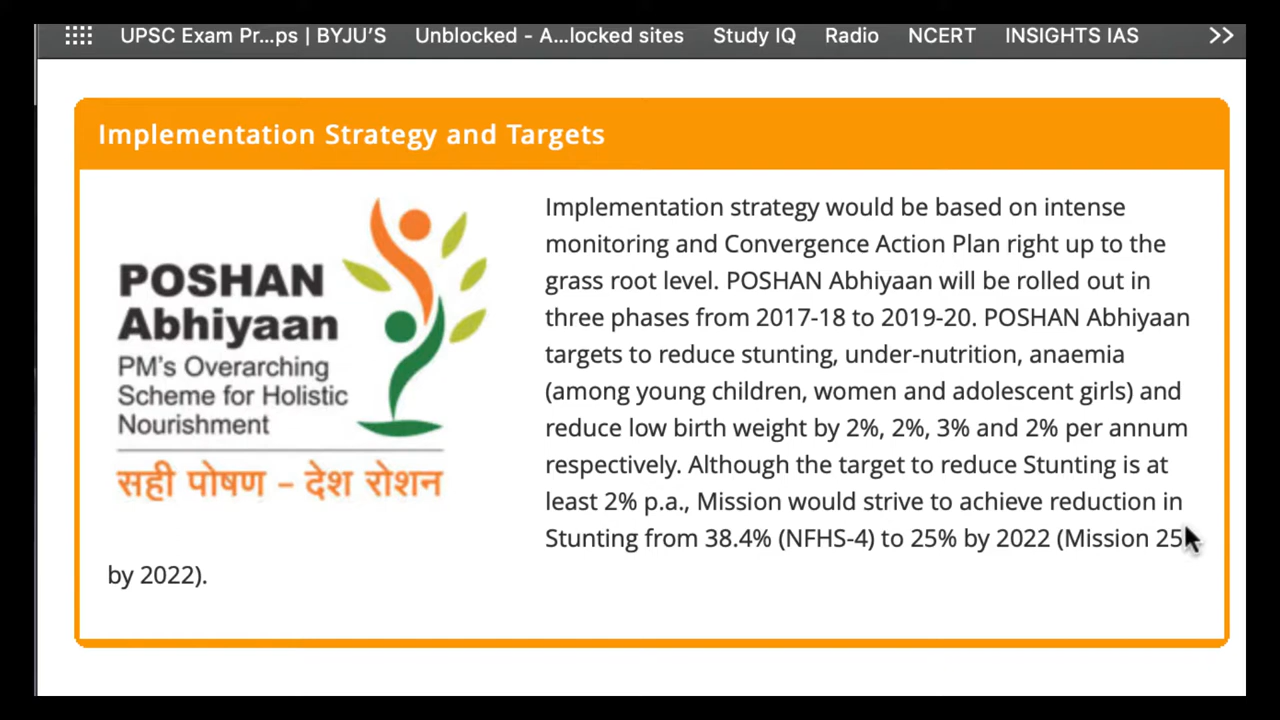 UPSC Exam Pr...ps | BYJU'S Unblocked - A...locked sites Study IQ Radio NCERT INSIGHTS IAS >>
Implementation Strategy and Targets
POSHAN
Abhiyaan
PM's Overarching
Scheme for Holistic
Nourishment
सही पोषण – देश रोशन
Implementation strategy would be based on intense
monitoring and Convergence Action Plan right up to the
grass root level. POSHAN Abhiyaan will be rolled out in
three phases from 2017-18 to 2019-20. POSHAN Abhiyaan
targets to reduce stunting, under-nutrition, anaemia
(among young children, women and adolescent girls) and
reduce low birth weight by 2%, 2%, 3% and 2% per annum
respectively. Although the target to reduce Stunting is at
least 2% p.a., Mission would strive to achieve reduction in
Stunting from 38.4% (NFHS-4) to 25% by 2022 (Mission 25
by 2022).